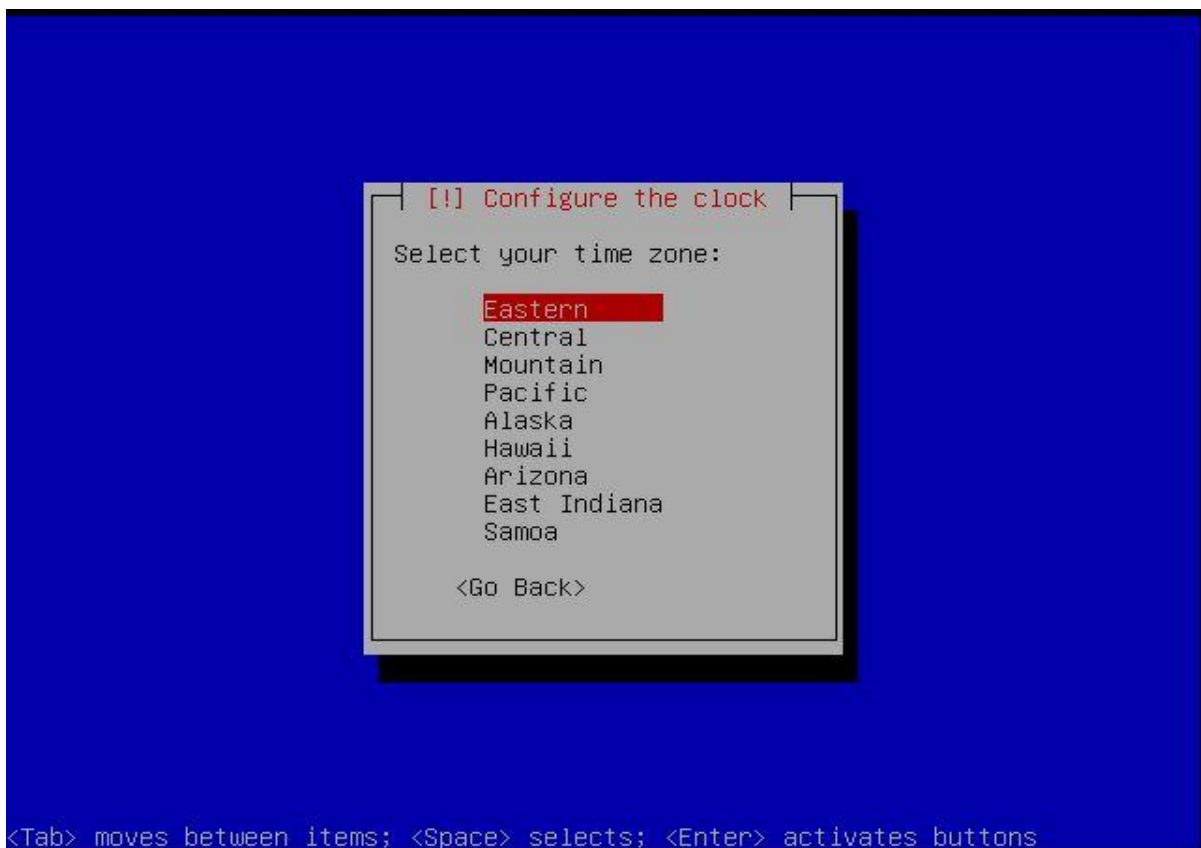 [!] Configure the clock
Select your time zone:
Eastern
Central
Mountain
Pacific
Alaska
Hawaii
Arizona
East Indiana
Samoa
<Go Back>
<Tab> moves between items; <Space> selects; <Enter> activates buttons